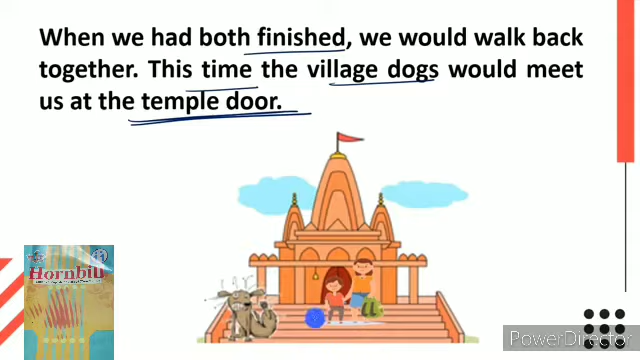 When we had both finished, we would walk back
together. This time the village dogs would meet
us at the temple door.
Hornbill
PowerDirector